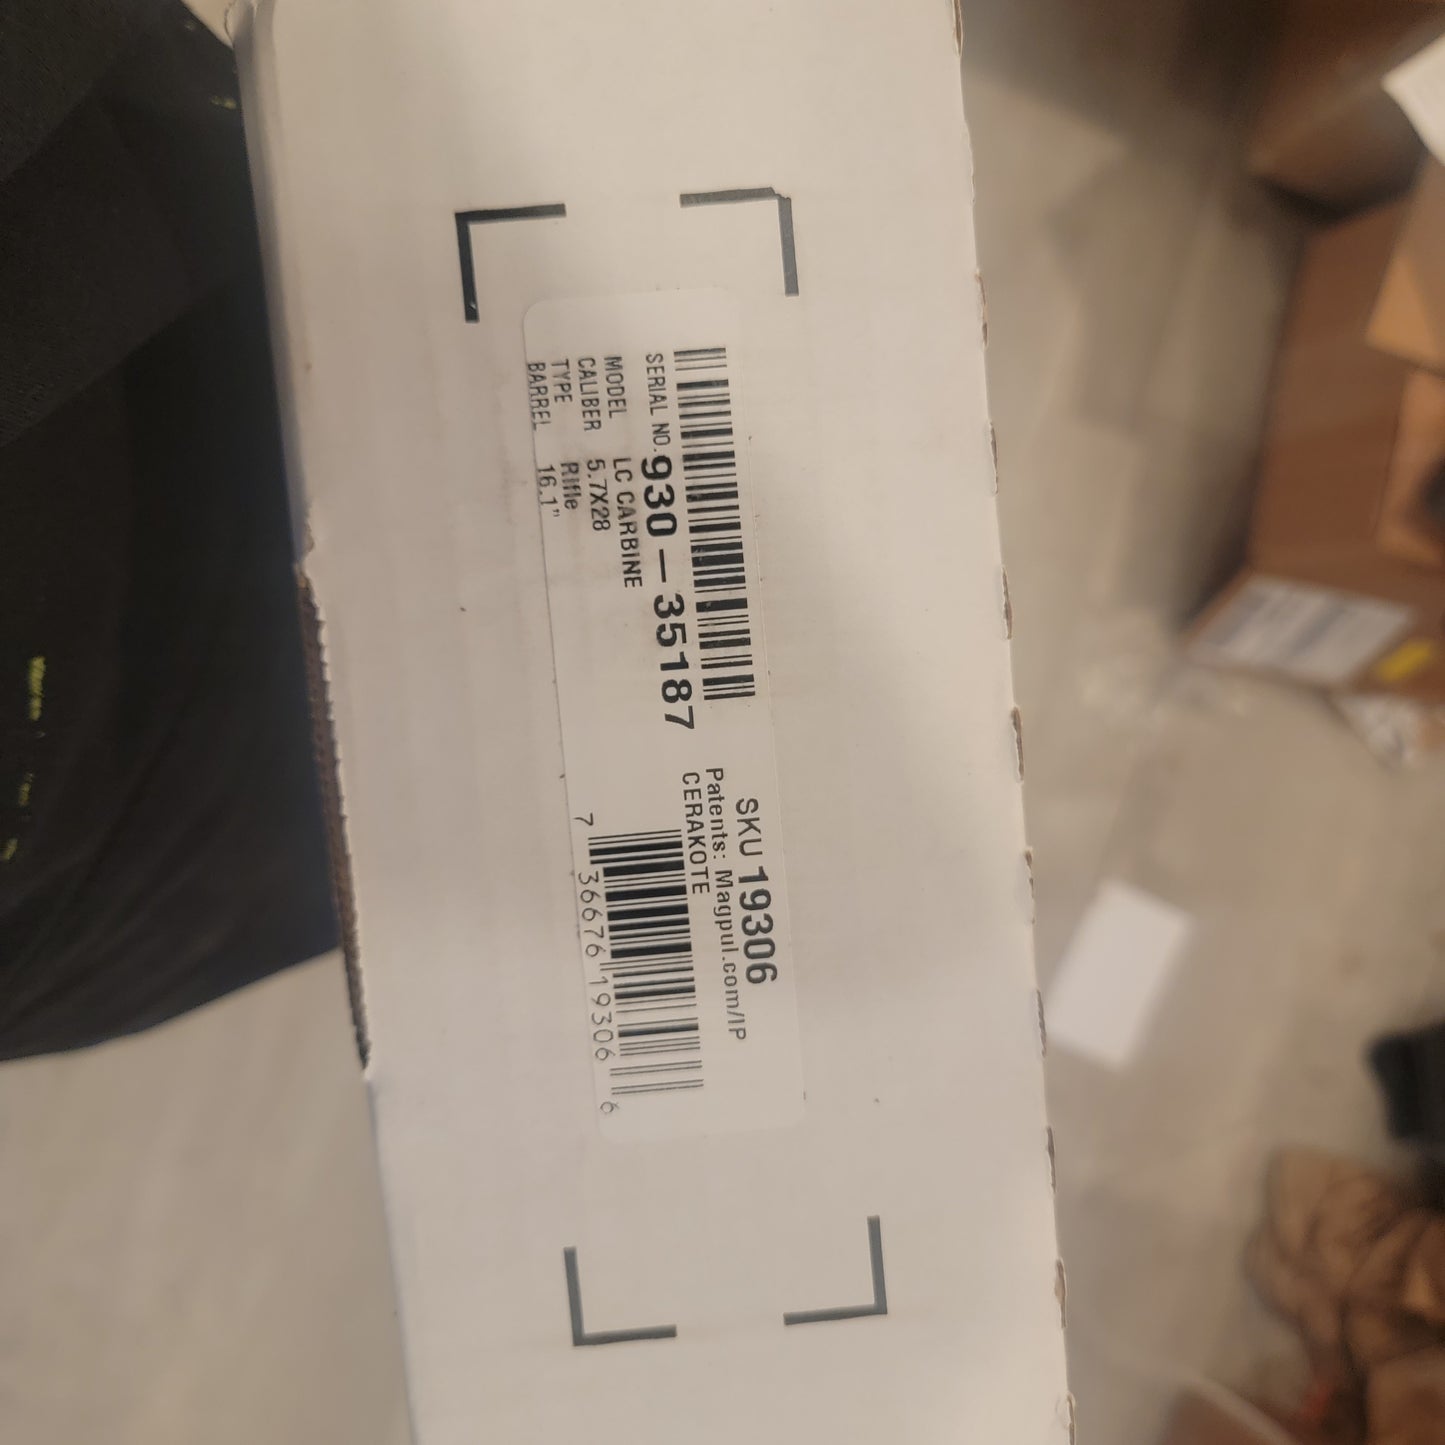 SERIAL NO. 930-35187
MODEL LC CARBINE
CALIBER 5.7X28
TYPE Rifle
BARREL 16.1"
SKU 19306
Patents: Magpul.com/IP
CERAKOTE
7 36676 19306 6